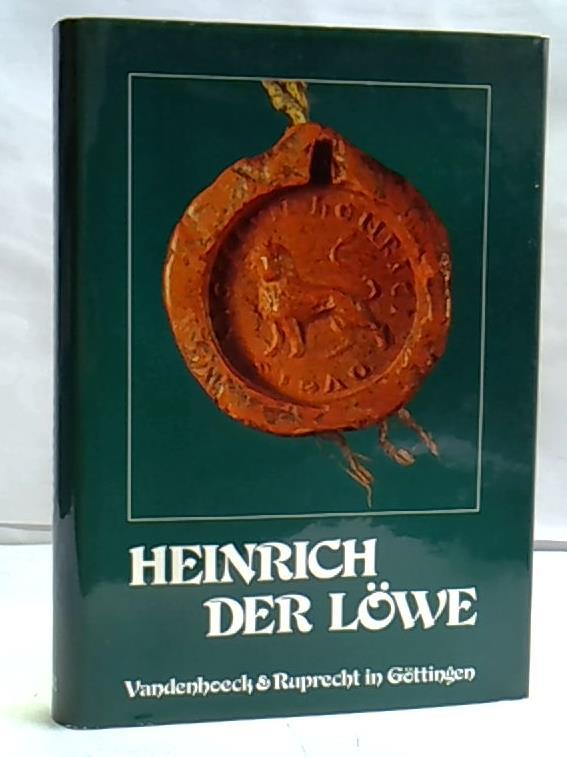 HEINRICH
DER LÖWE
Vandenhoeck & Ruprecht in Göttingen